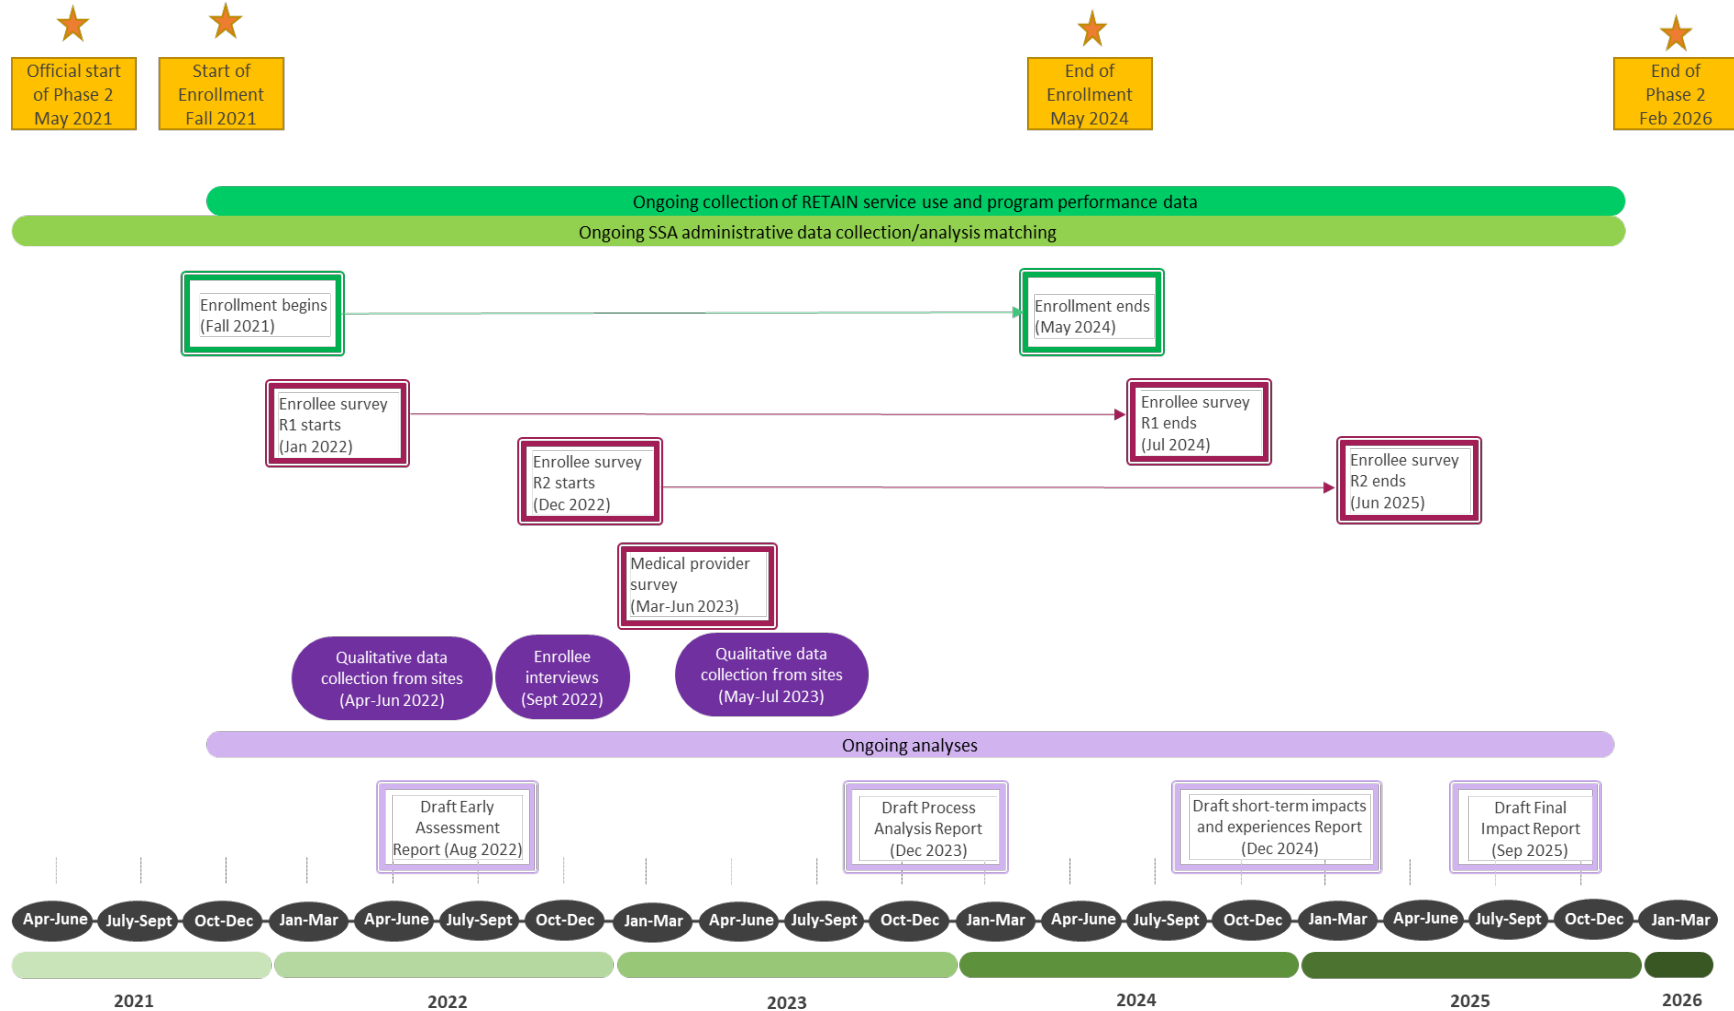 Official start
of Phase 2
May 2021
Start of
Enrollment
Fall 2021
End of
Enrollment
May 2024
End of
Phase 2
Feb 2026
Ongoing collection of RETAIN service use and program performance data
Ongoing SSA administrative data collection/analysis matching
Enrollment begins
(Fall 2021)
Enrollment ends
(May 2024)
Enrollee survey
R1 starts
(Jan 2022)
Enrollee survey
R1 ends
(Jul 2024)
Enrollee survey
R2 starts
(Dec 2022)
Enrollee survey
R2 ends
(Jun 2025)
Medical provider
survey
(Mar-Jun 2023)
Qualitative data
collection from sites
(Apr-Jun 2022)
Enrollee
interviews
(Sept 2022)
Qualitative data
collection from sites
(May-Jul 2023)
Ongoing analyses
Draft Early
Assessment
Report (Aug 2022)
Draft Process
Analysis Report
(Dec 2023)
Draft short-term impacts
and experiences Report
(Dec 2024)
Draft Final
Impact Report
(Sep 2025)
Apr-June July-Sept Oct-Dec Jan-Mar Apr-June July-Sept Oct-Dec Jan-Mar Apr-June July-Sept Oct-Dec Jan-Mar Apr-June July-Sept Oct-Dec Jan-Mar Apr-June July-Sept Oct-Dec Jan-Mar
2021 2022 2023 2024 2025 2026